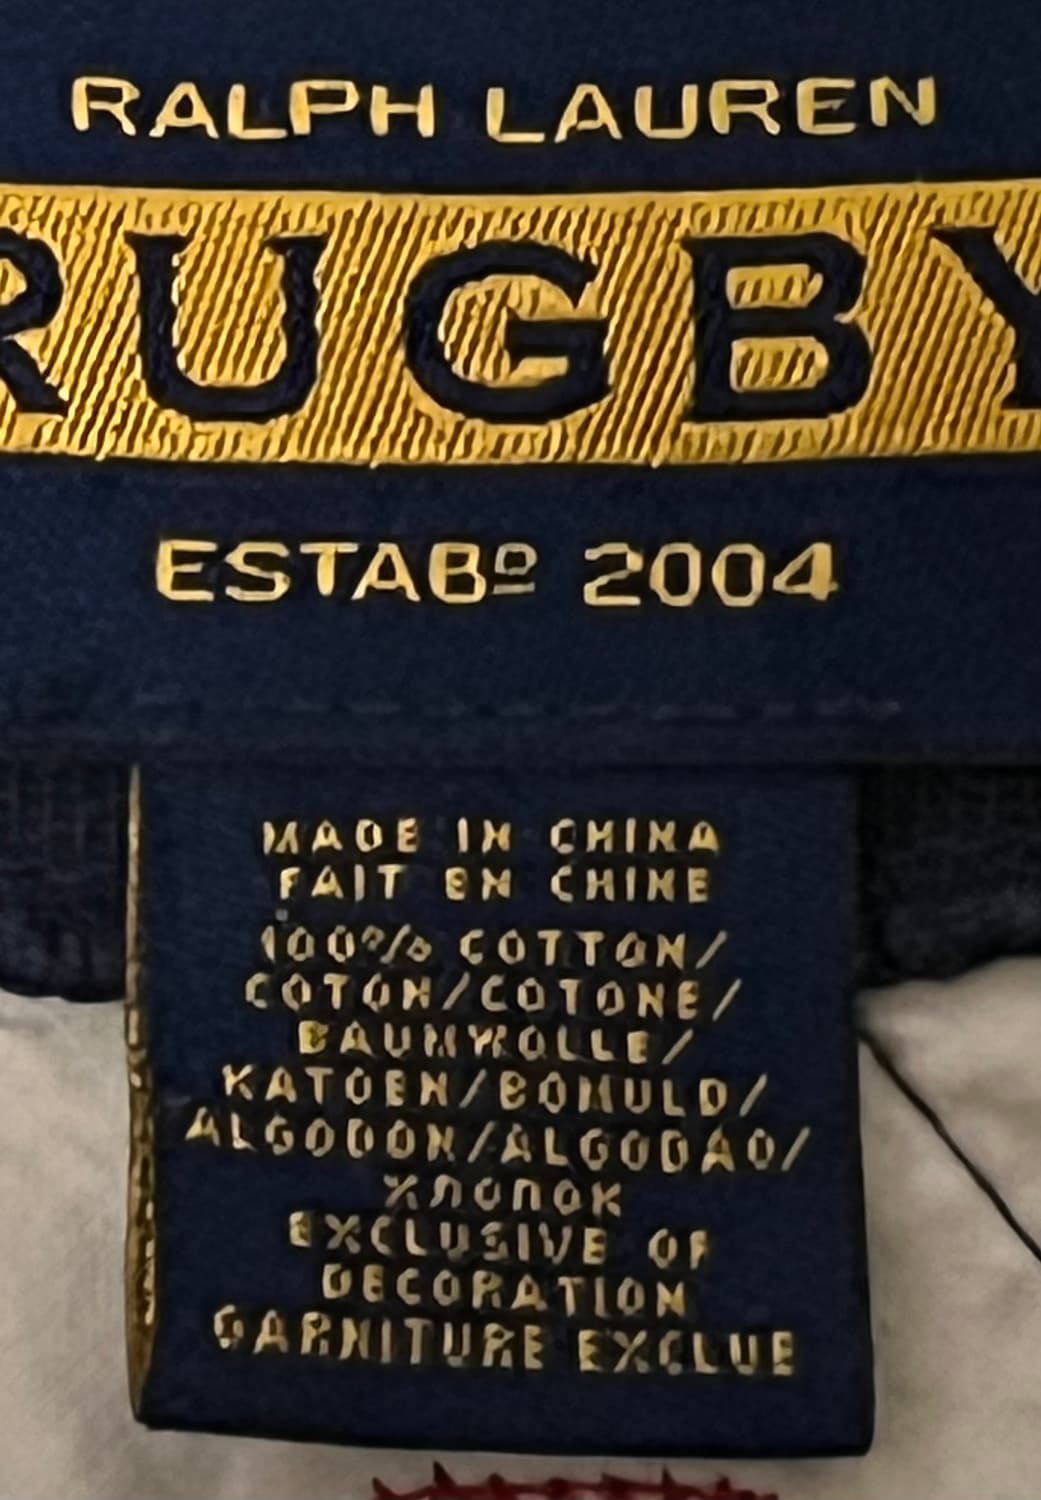 RALPH LAUREN
RUGBY
ESTABº 2004
MADE IN CHINA
FAIT EN CHINE
100% COTTON/
COTON/COTONE/
BAUMWOLLE/
KATOEN/BOMULD/
ALGODON/ALGODAO/
ХЛОПОК
EXCLUSIVE OF
DECORATION
GARNITURE EXCLUE